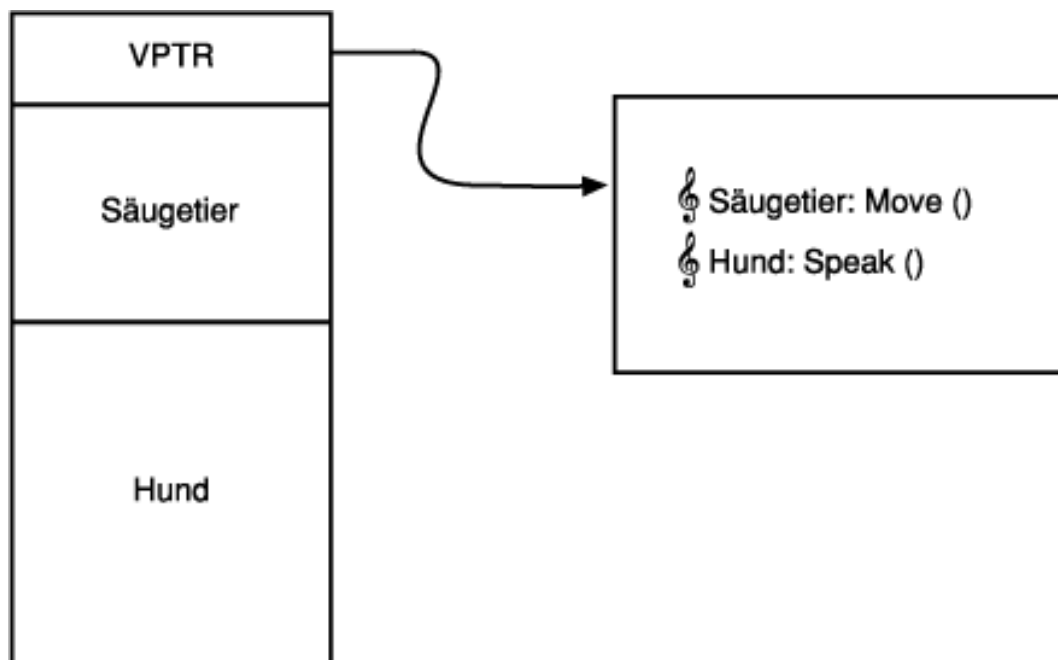 VPTR
Säugetier
Hund
𝄞 Säugetier: Move ()
𝄞 Hund: Speak ()